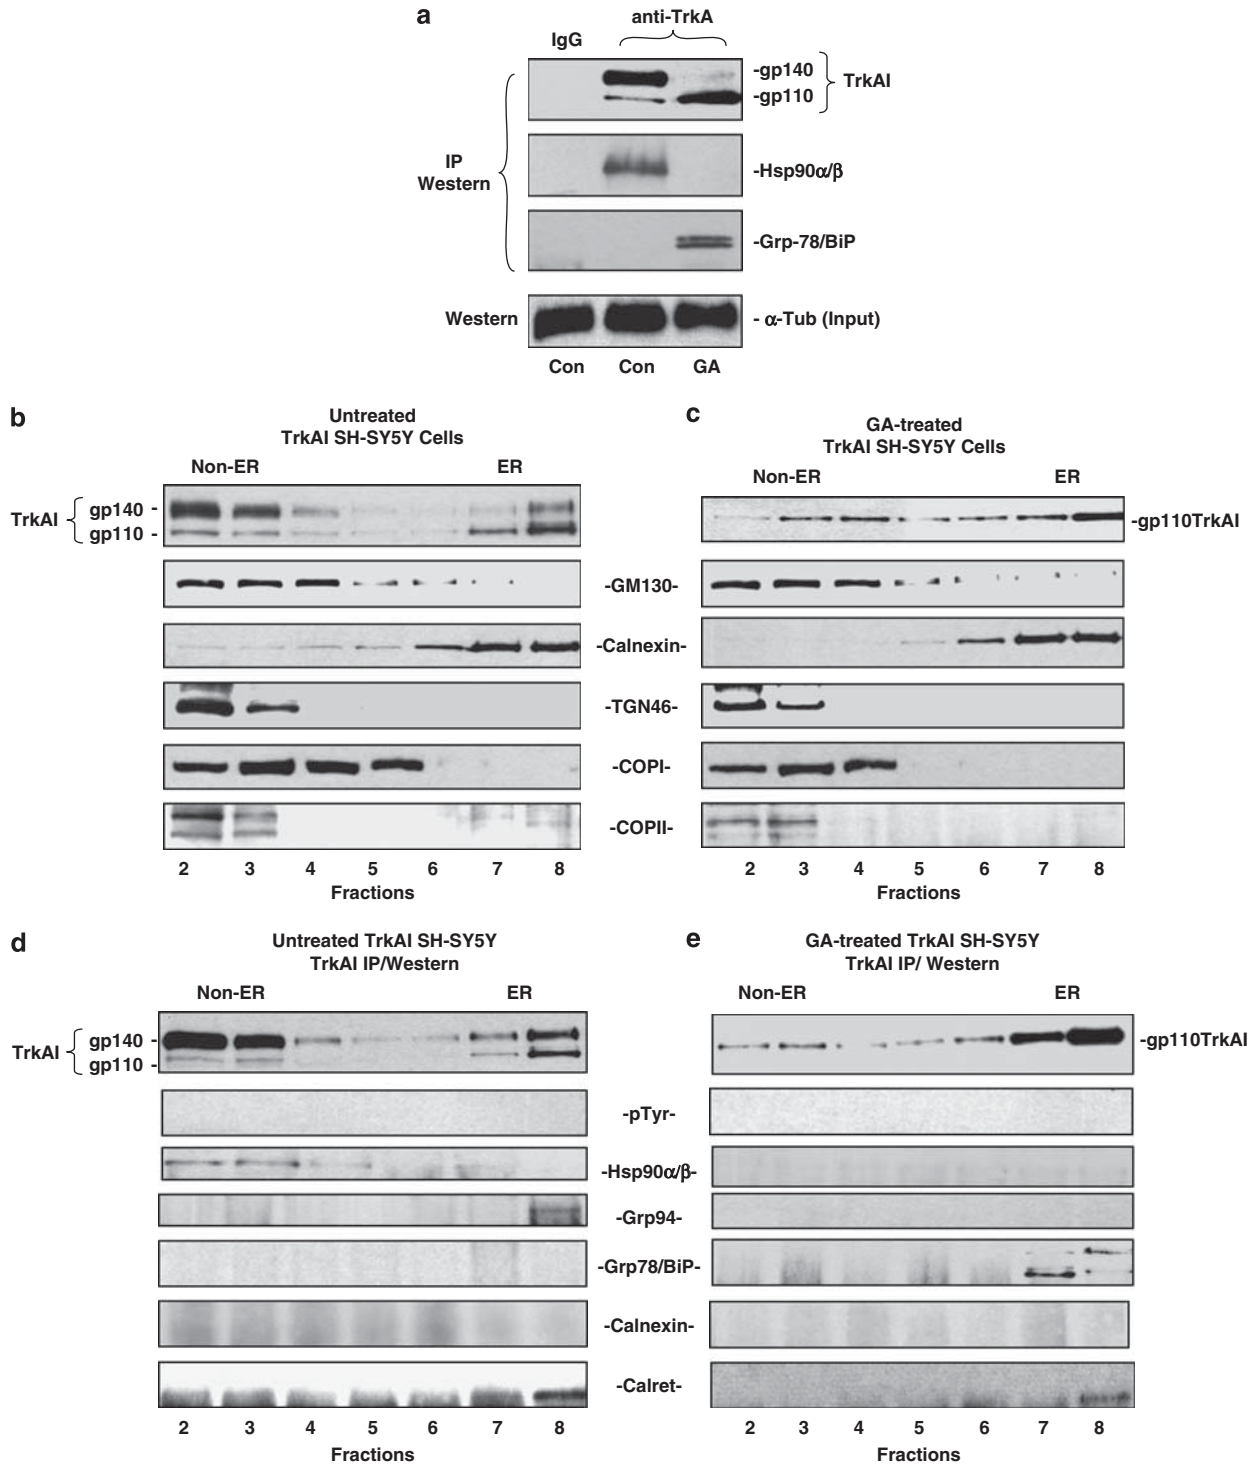 a
anti-TrkA
IgG
-gp140
-gp110
TrkAI
IP
Western
-Hsp90α/β
-Grp-78/BiP
Western
- α-Tub (Input)
Con Con GA
b
Untreated
TrkAI SH-SY5Y Cells
Non-ER ER
TrkAI
gp140 -
gp110 -
c
GA-treated
TrkAI SH-SY5Y Cells
Non-ER ER
-gp110TrkAI
-GM130-
-Calnexin-
-TGN46-
-COPI-
-COPII-
2 3 4 5 6 7 8
Fractions
2 3 4 5 6 7 8
Fractions
d
Untreated TrkAI SH-SY5Y
TrkAI IP/Western
Non-ER ER
TrkAI
gp140 -
gp110 -
e
GA-treated TrkAI SH-SY5Y
TrkAI IP/ Western
Non-ER ER
-gp110TrkAI
-pTyr-
-Hsp90α/β-
-Grp94-
-Grp78/BiP-
-Calnexin-
-Calret-
2 3 4 5 6 7 8
Fractions
2 3 4 5 6 7 8
Fractions